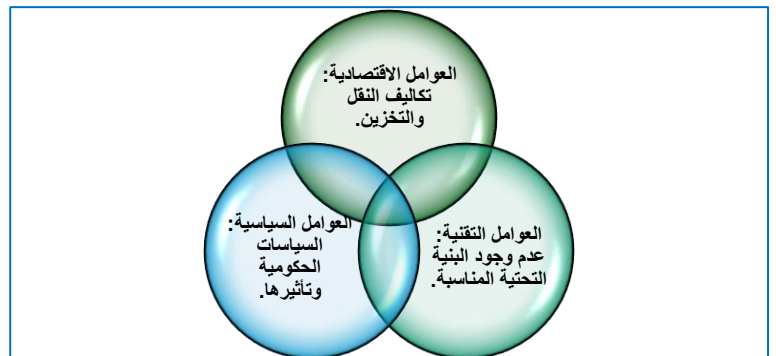 العوامل الاقتصادية:
تكاليف النقل
والتخزين.
العوامل التقنية:
عدم وجود البنية
التحتية المناسبة.
العوامل السياسية:
السياسات
الحكومية
وتأثيرها.